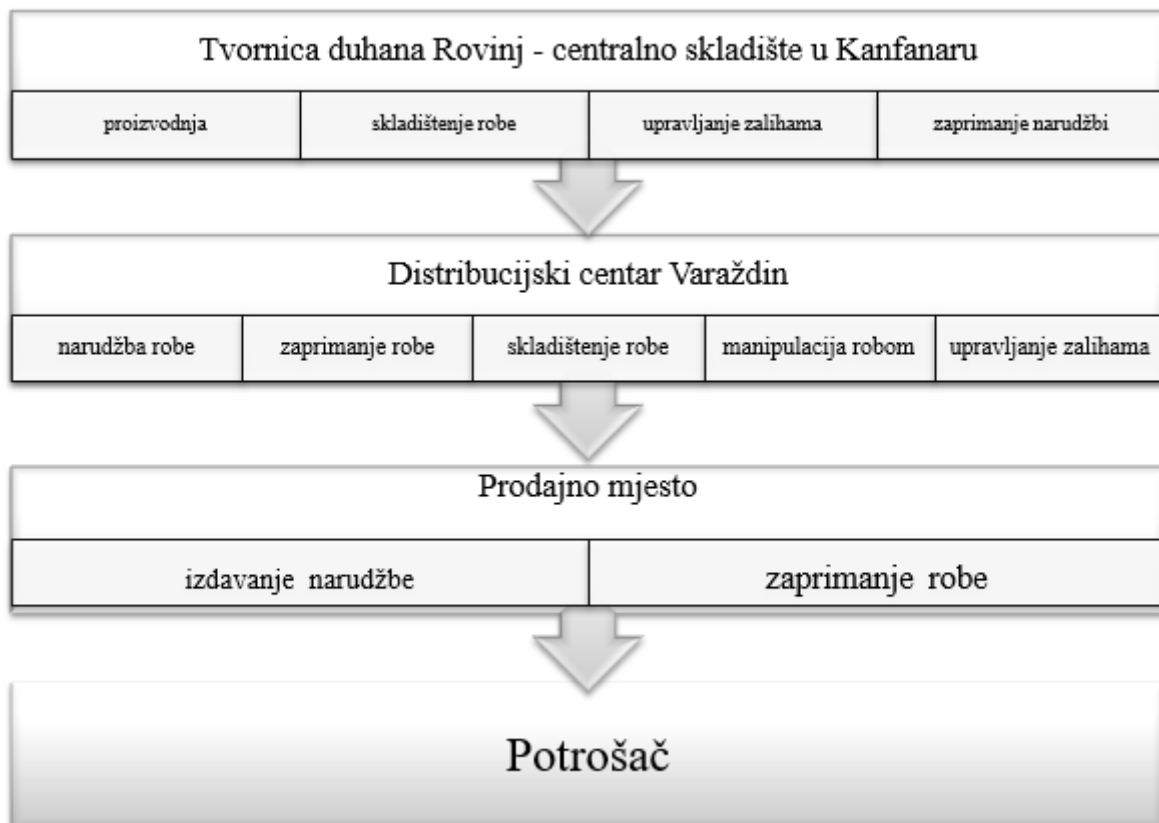 Tvornica duhana Rovinj - centralno skladište u Kanfanaru
proizvodnja
skladištenje robe
upravljanje zalihama
zaprimanje narudžbi
Distribucijski centar Varaždin
narudžba robe
zaprimanje robe
skladištenje robe
manipulacija robom
upravljanje zalihama
Prodajno mjesto
izdavanje narudžbe
zaprimanje robe
Potrošač